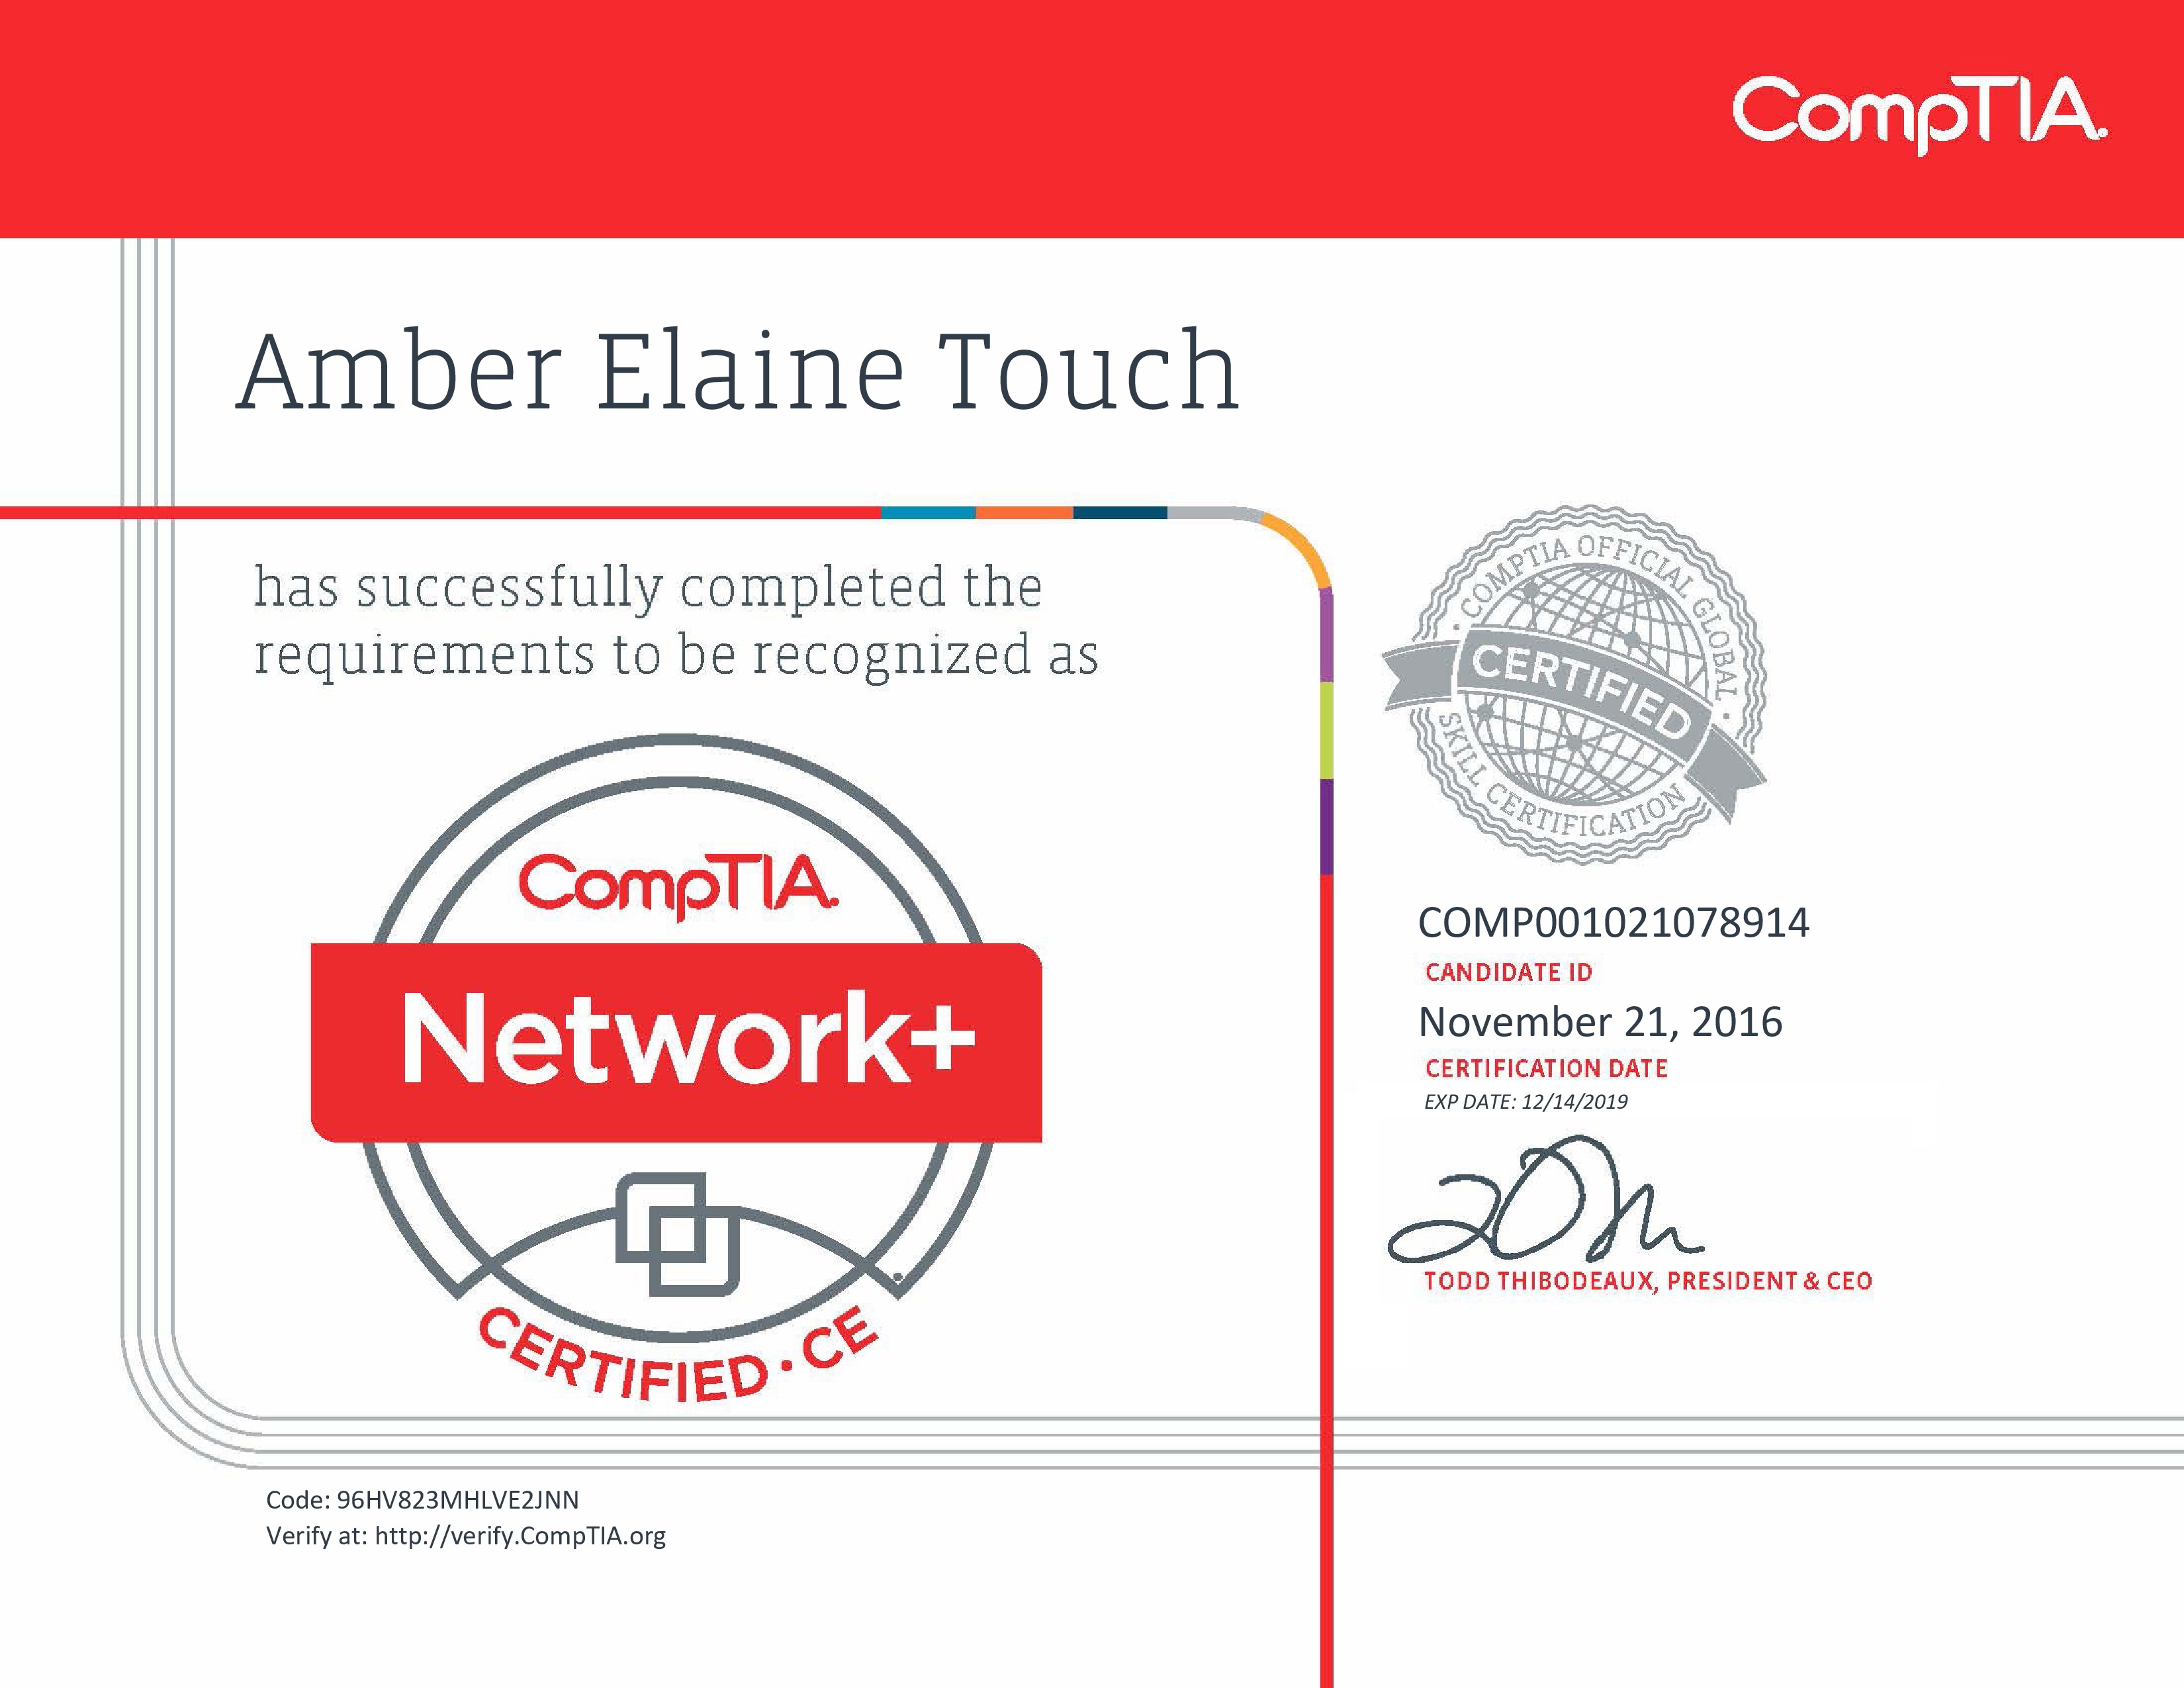 CompTIA.
Amber Elaine Touch
has successfully completed the
requirements to be recognized as
CompTIA.
Network+
CERTIFIED · CE
· COMPTIA OFFICIAL GLOBAL ·
CERTIFIED
SKILL CERTIFICATION
COMP001021078914
CANDIDATE ID
November 21, 2016
CERTIFICATION DATE
EXP DATE: 12/14/2019
TODD THIBODEAUX, PRESIDENT & CEO
Code: 96HV823MHLVE2JNN
Verify at: http://verify.CompTIA.org